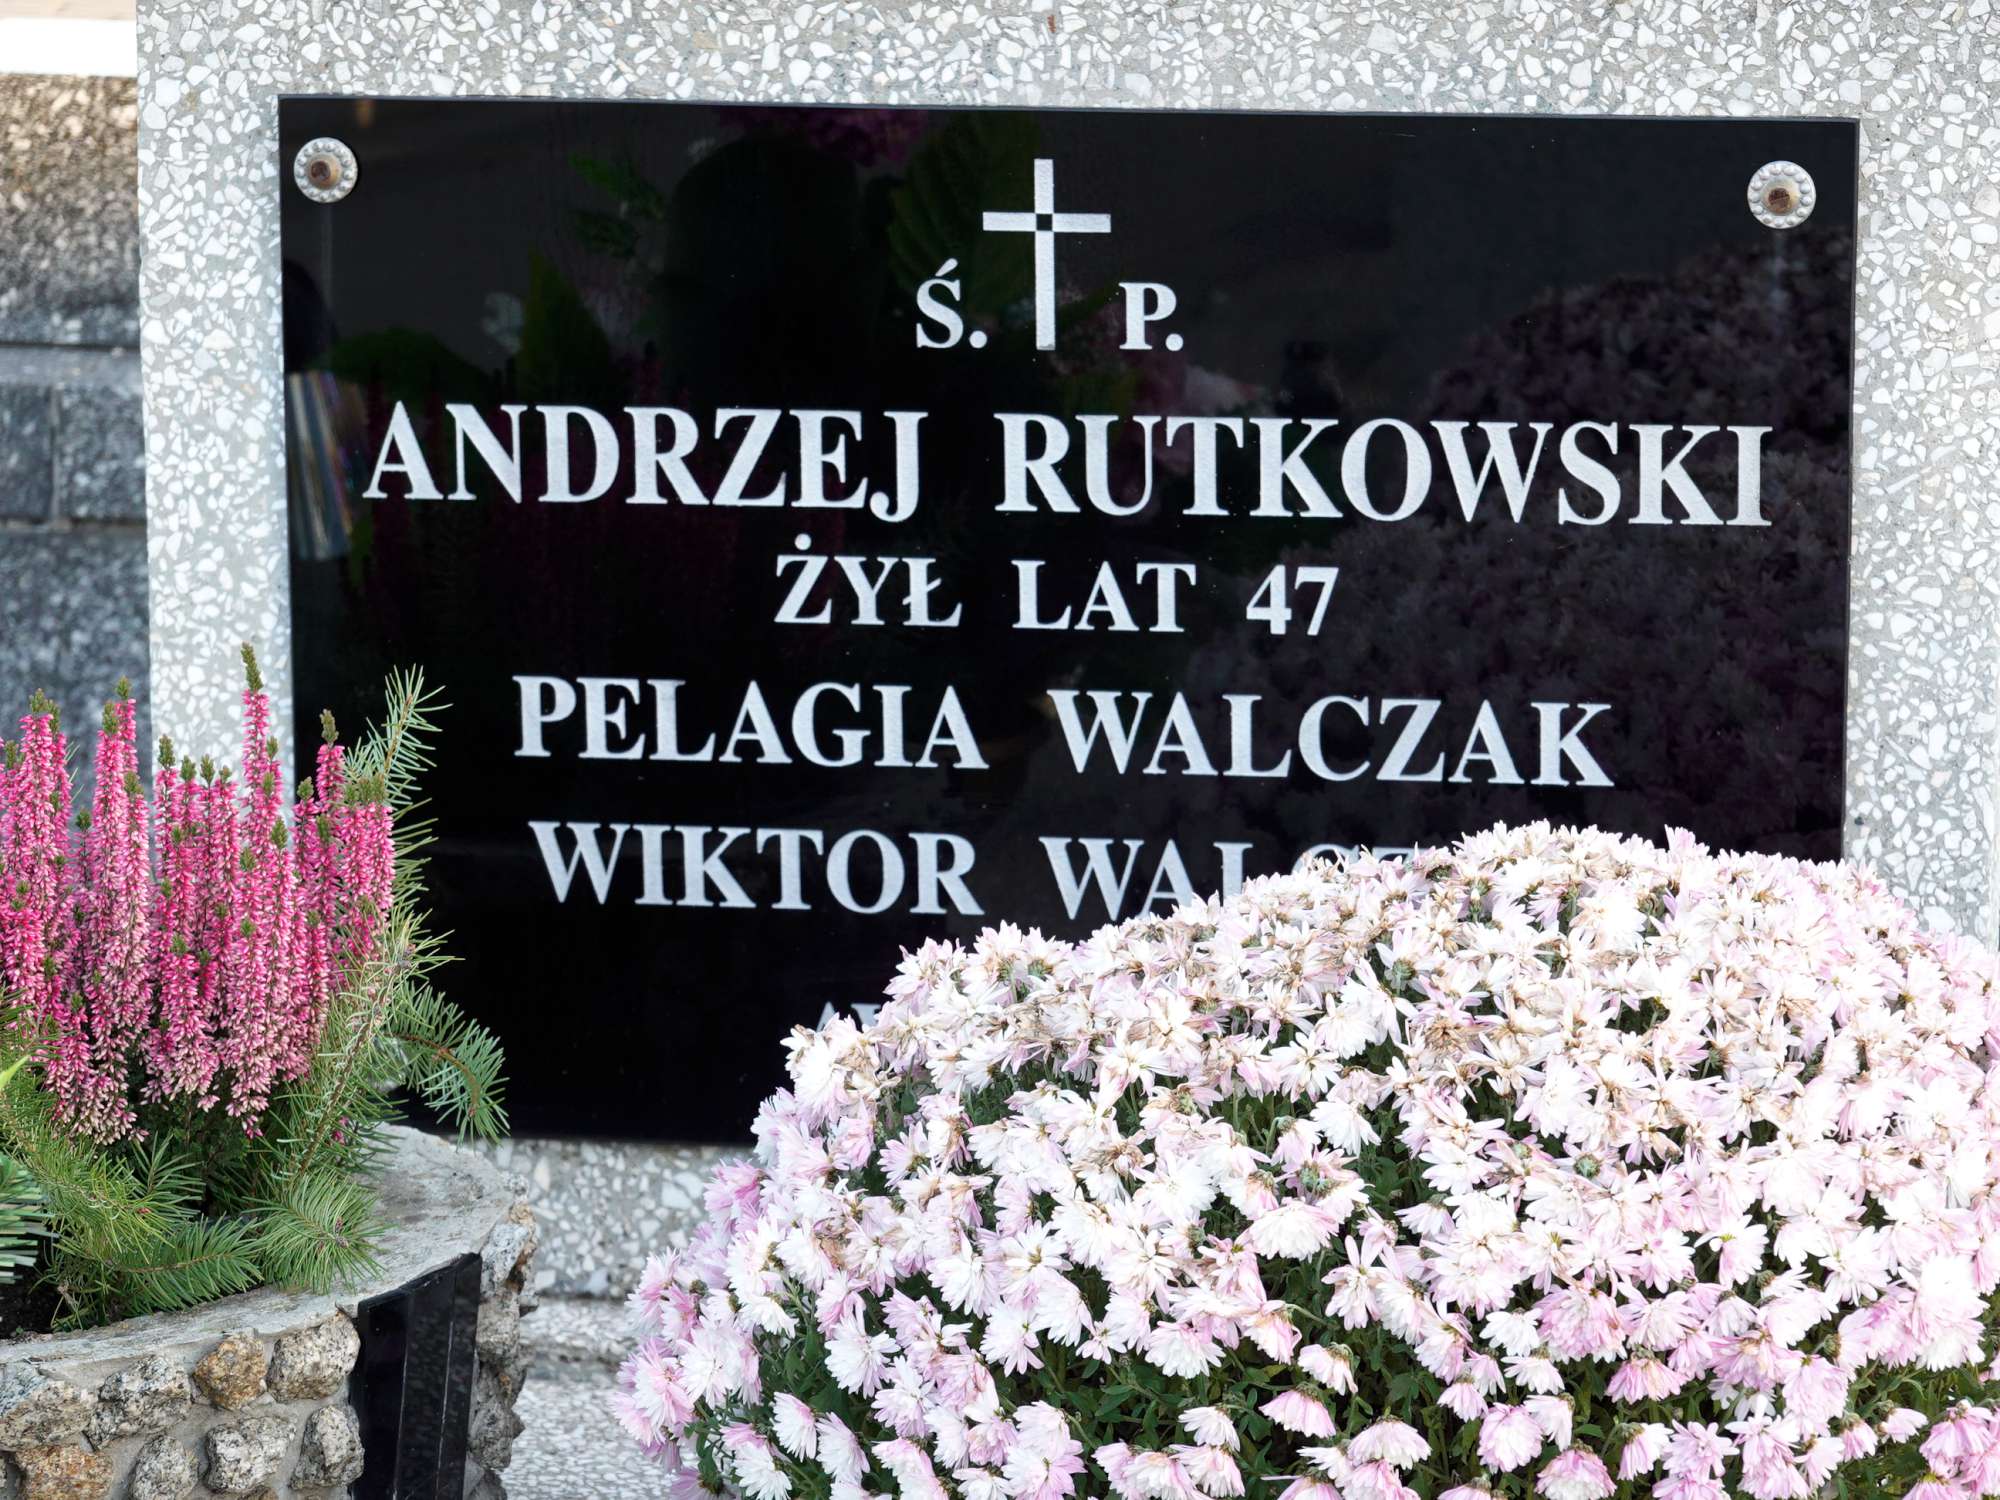 Ś. P.
ANDRZEJ RUTKOWSKI
ŻYŁ LAT 47
PELAGIA WALCZAK
WIKTOR